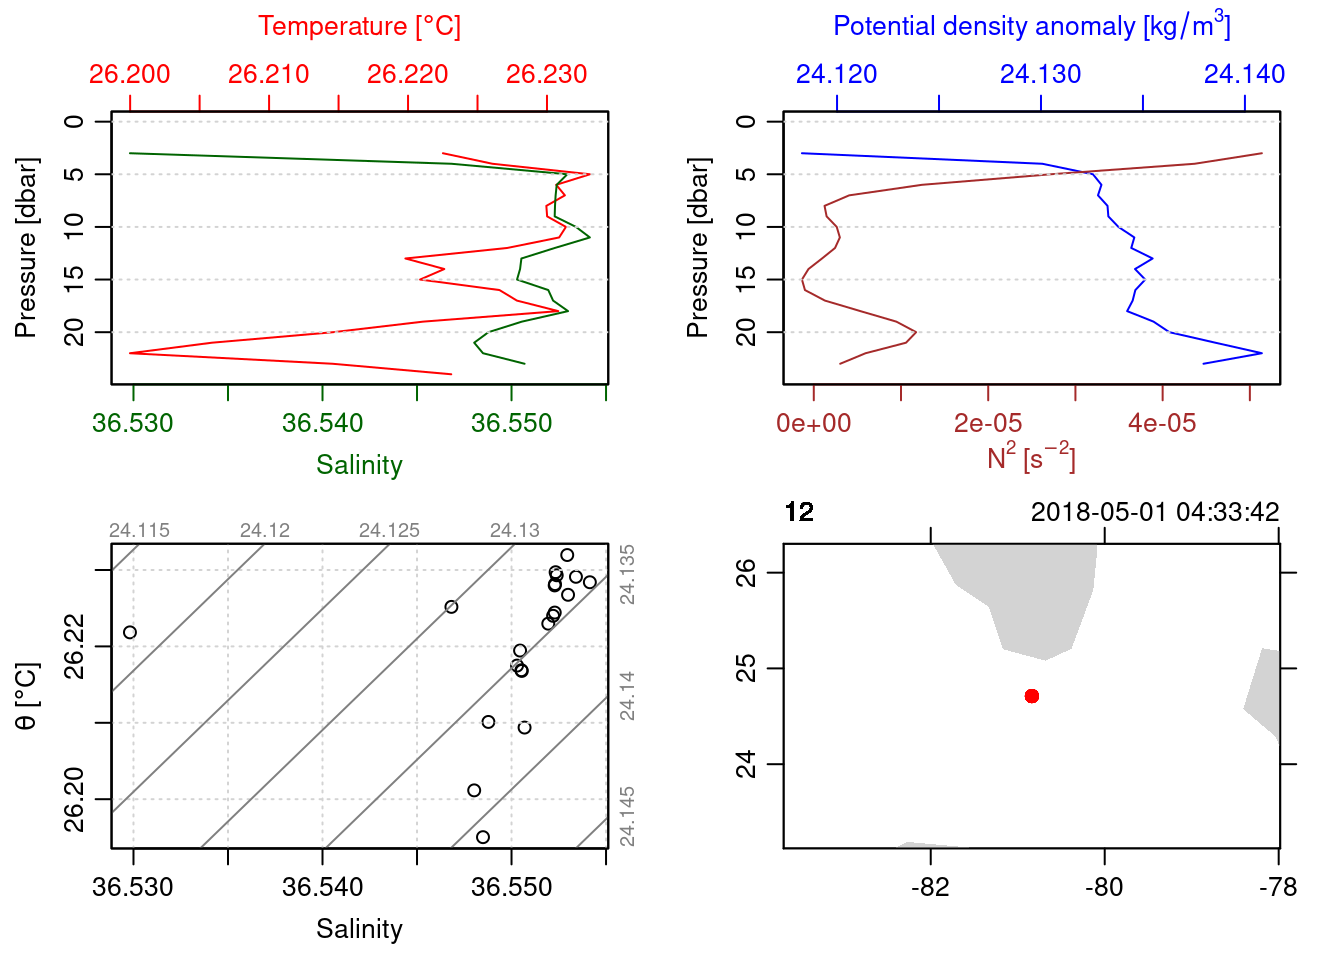 Temperature [°C]
26.200 26.210 26.220 26.230
Pressure [dbar]
0
5
10
15
20
36.530 36.540 36.550
Salinity
Potential density anomaly [kg/m³]
24.120 24.130 24.140
Pressure [dbar]
0
5
10
15
20
0e+00 2e-05 4e-05
N² [s⁻²]
24.115 24.12 24.125 24.13
24.135
24.14
24.145
θ [°C]
26.22
26.20
36.530 36.540 36.550
Salinity
12 2018-05-01 04:33:42
26
25
24
-82 -80 -78